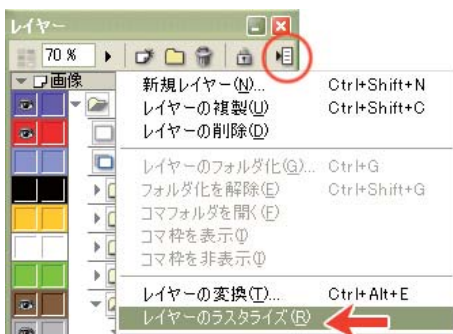 レイヤー
70 %
画像
新規レイヤー(N)... Ctrl+Shift+N
レイヤーの複製(U) Ctrl+Shift+C
レイヤーの削除(D)
レイヤーのフォルダ化(G)... Ctrl+G
フォルダ化を解除(E) Ctrl+Shift+G
コマフォルダを開く(F)
コマ枠を表示(I)
コマ枠を非表示(I)
レイヤーの変換(T)... Ctrl+Alt+E
レイヤーのラスタライズ(R)